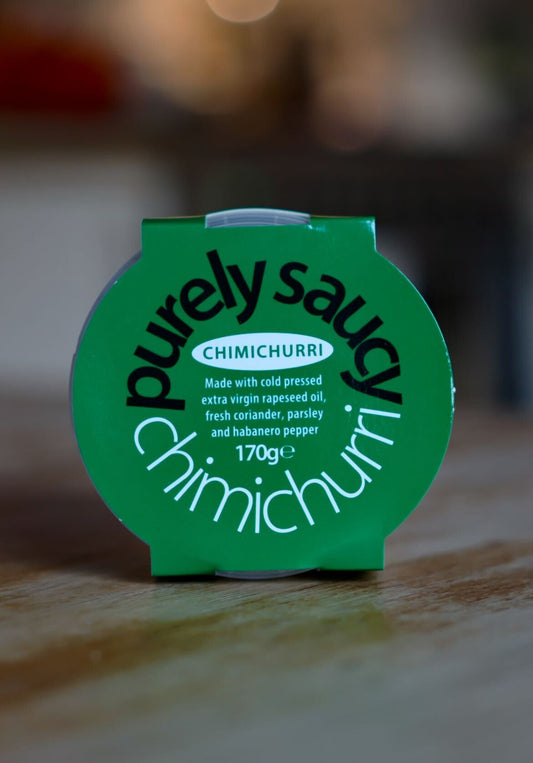 purely saucy
CHIMICHURRI
Made with cold pressed
extra virgin rapeseed oil,
fresh coriander, parsley
and habanero pepper
170g℮
chimichurri